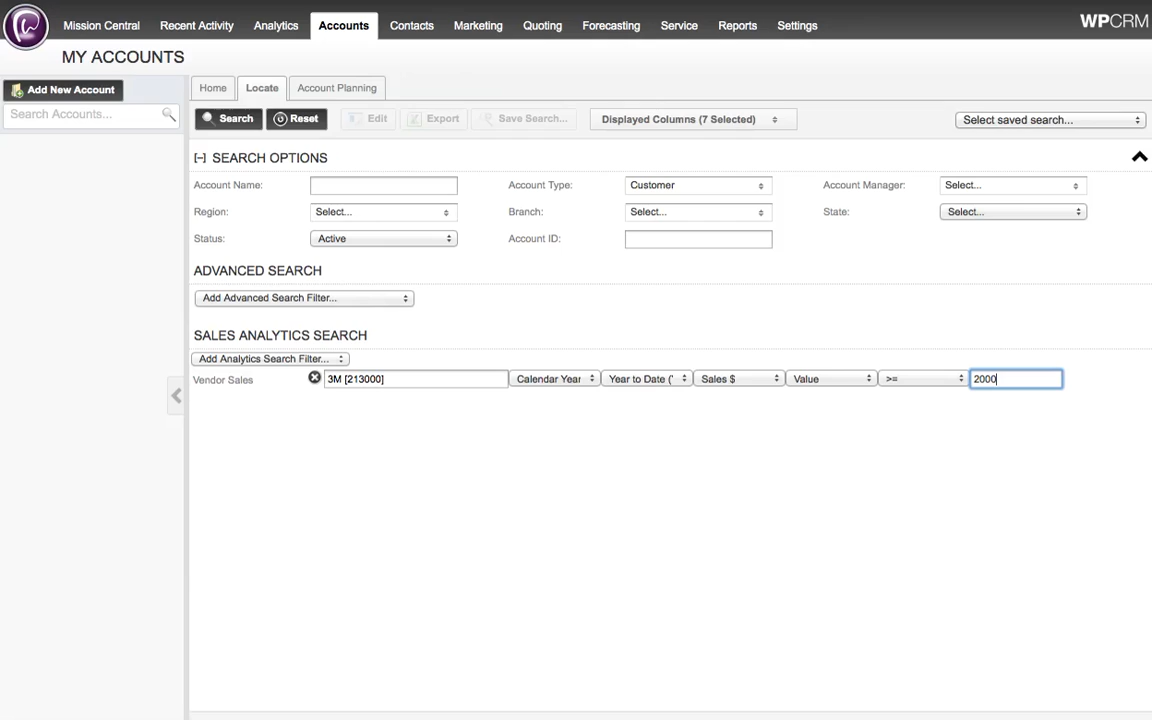 Mission Central Recent Activity Analytics Accounts Contacts Marketing Quoting Forecasting Service Reports Settings WPCRM
MY ACCOUNTS
Add New Account
Search Accounts...
Home Locate Account Planning
Search Reset Edit Export Save Search... Displayed Columns (7 Selected) Select saved search...
[-] SEARCH OPTIONS
Account Name: Account Type: Customer Account Manager: Select...
Region: Select... Branch: Select... State: Select...
Status: Active Account ID:
ADVANCED SEARCH
Add Advanced Search Filter...
SALES ANALYTICS SEARCH
Add Analytics Search Filter...
Vendor Sales 3M [213000] Calendar Year Year to Date (' Sales $ Value >= 2000